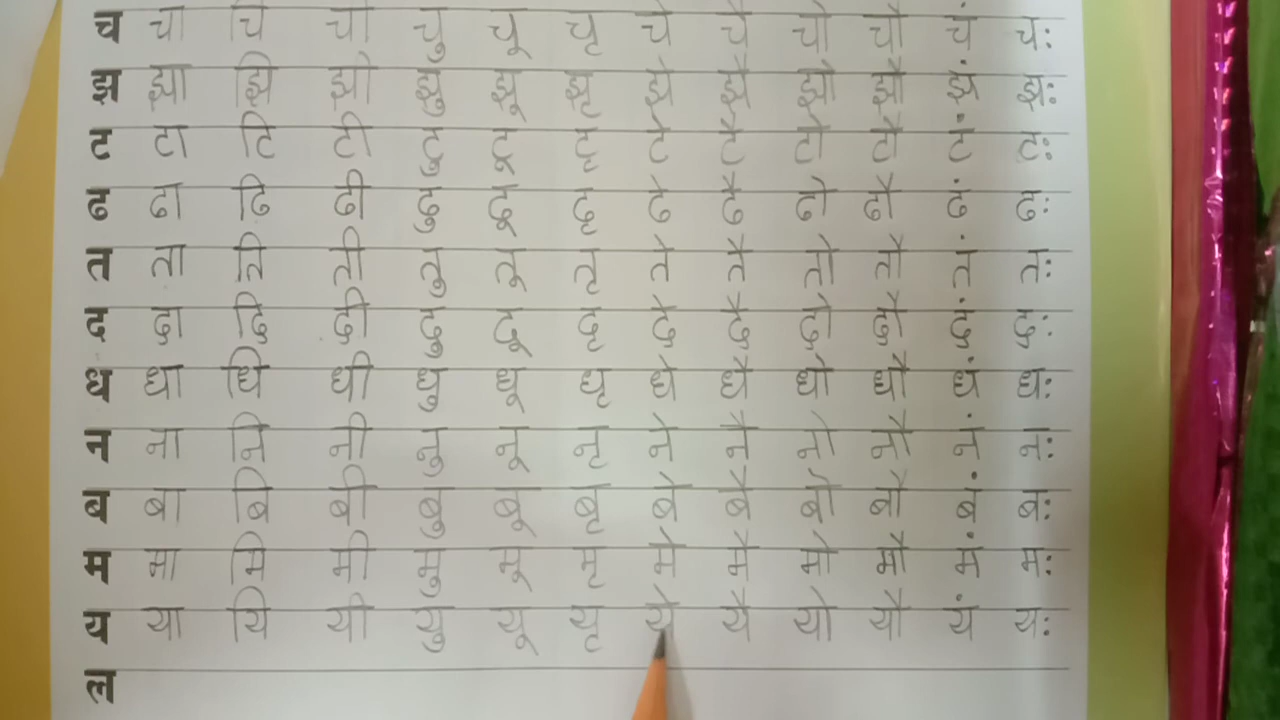 च चा चि ची चु चू चृ चे चै चो चौ चं चः
झ झा झि झी झु झू झृ झे झै झो झौ झं झः
ट टा टि टी टु टू टृ टे टै टो टौ टं टः
ढ ढा ढि ढी ढु ढू ढृ ढे ढै ढो ढौ ढं ढः
त ता ति ती तु तू तृ ते तै तो तौ तं तः
द दा दि दी दु दू दृ दे दै दो दौ दं दः
ध धा धि धी धु धू धृ धे धै धो धौ धं धः
न ना नि नी नु नू नृ ने नै नो नौ नं नः
ब बा बि बी बु बू बृ बे बै बो बौ बं बः
म मा मि मी मु मू मृ मे मै मो मौ मं मः
य या यि यी यु यू यृ ये यै यो यौ यं यः
ल